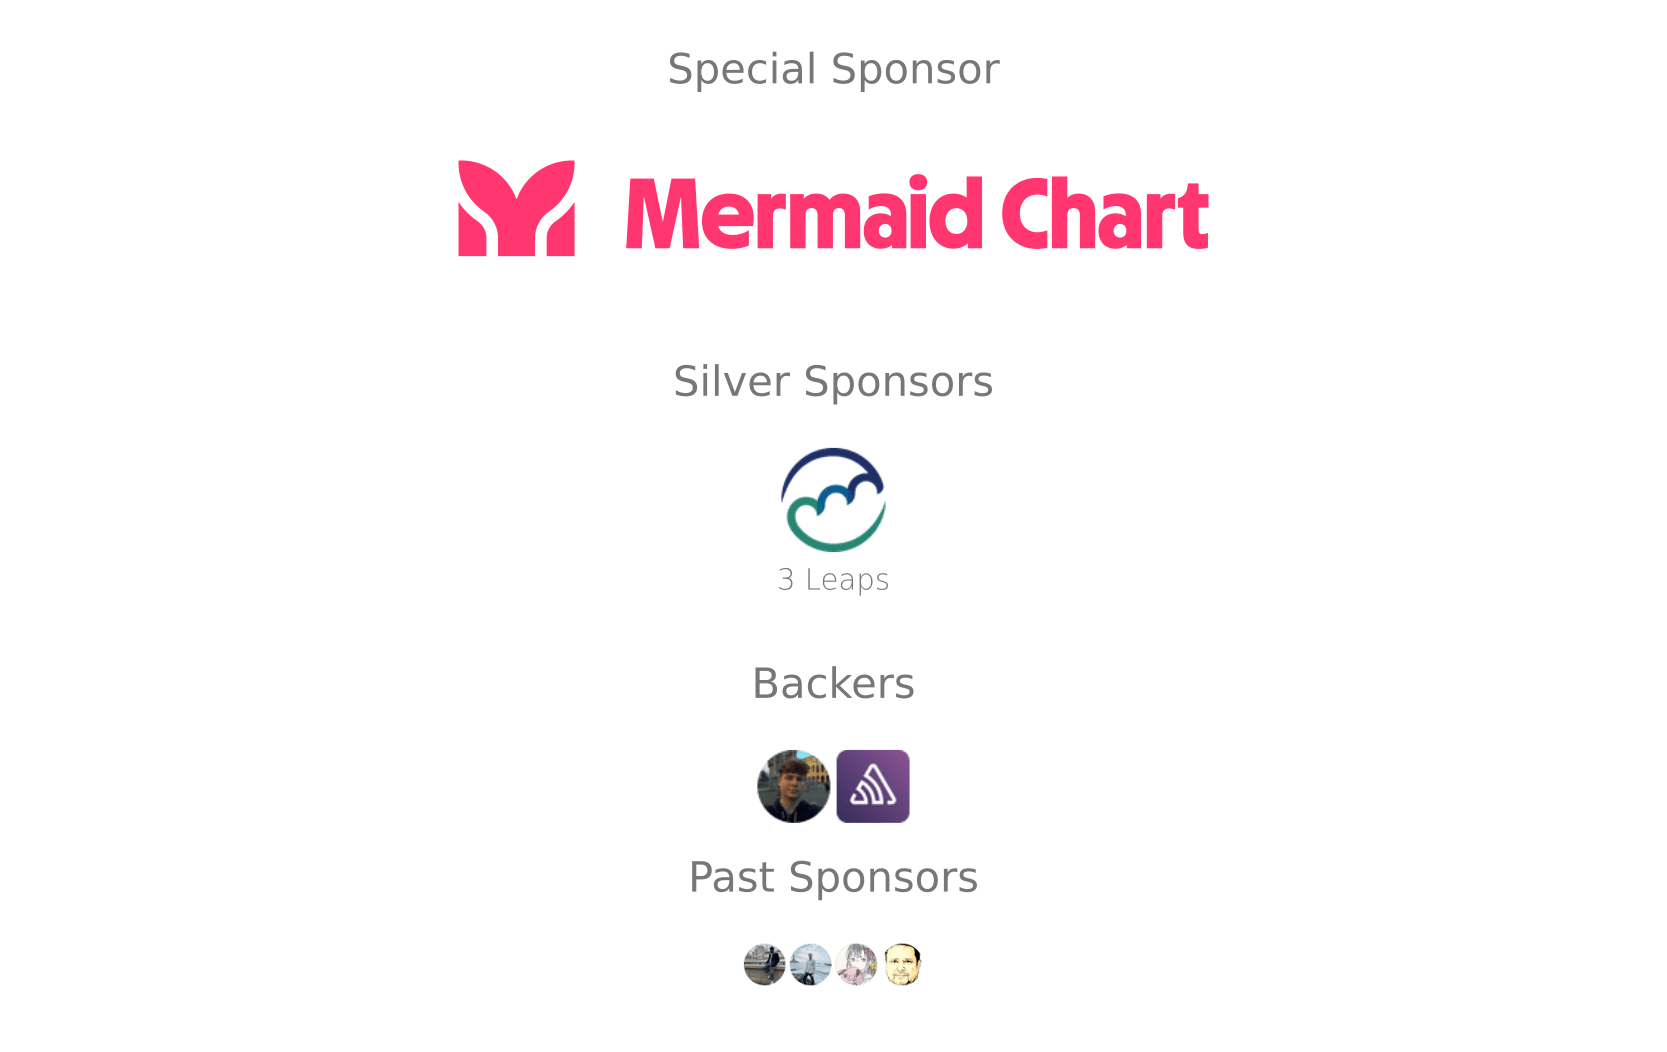 Special Sponsor
Mermaid Chart
Silver Sponsors
3 Leaps
Backers
Past Sponsors